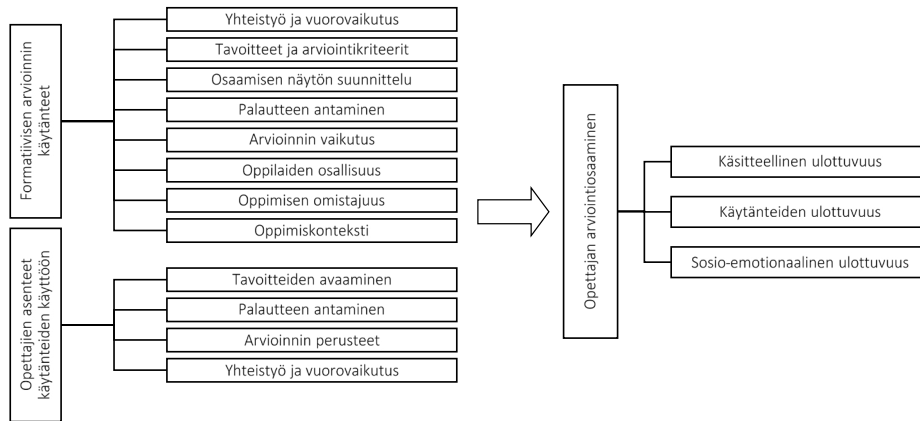 Formatiivisen arvioinnin
käytänteet
Yhteistyö ja vuorovaikutus
Tavoitteet ja arviointikriteerit
Osaamisen näytön suunnittelu
Palautteen antaminen
Arvioinnin vaikutus
Oppilaiden osallisuus
Oppimisen omistajuus
Oppimiskonteksti
Opettajien asenteet
käytänteiden käyttöön
Tavoitteiden avaaminen
Palautteen antaminen
Arvioinnin perusteet
Yhteistyö ja vuorovaikutus
Opettajan arviointiosaaminen
Käsitteellinen ulottuvuus
Käytänteiden ulottuvuus
Sosio-emotionaalinen ulottuvuus